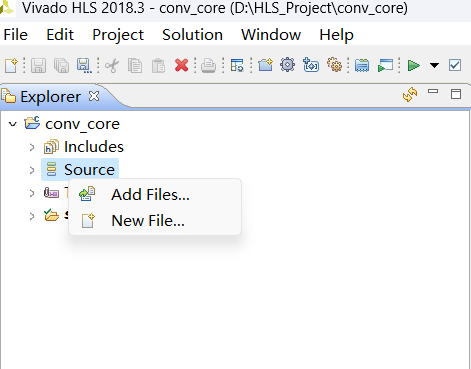 Vivado HLS 2018.3 - conv_core (D:\HLS_Project\conv_core)
File Edit Project Solution Window Help
Explorer
conv_core
Includes
Source
Add Files...
New File...